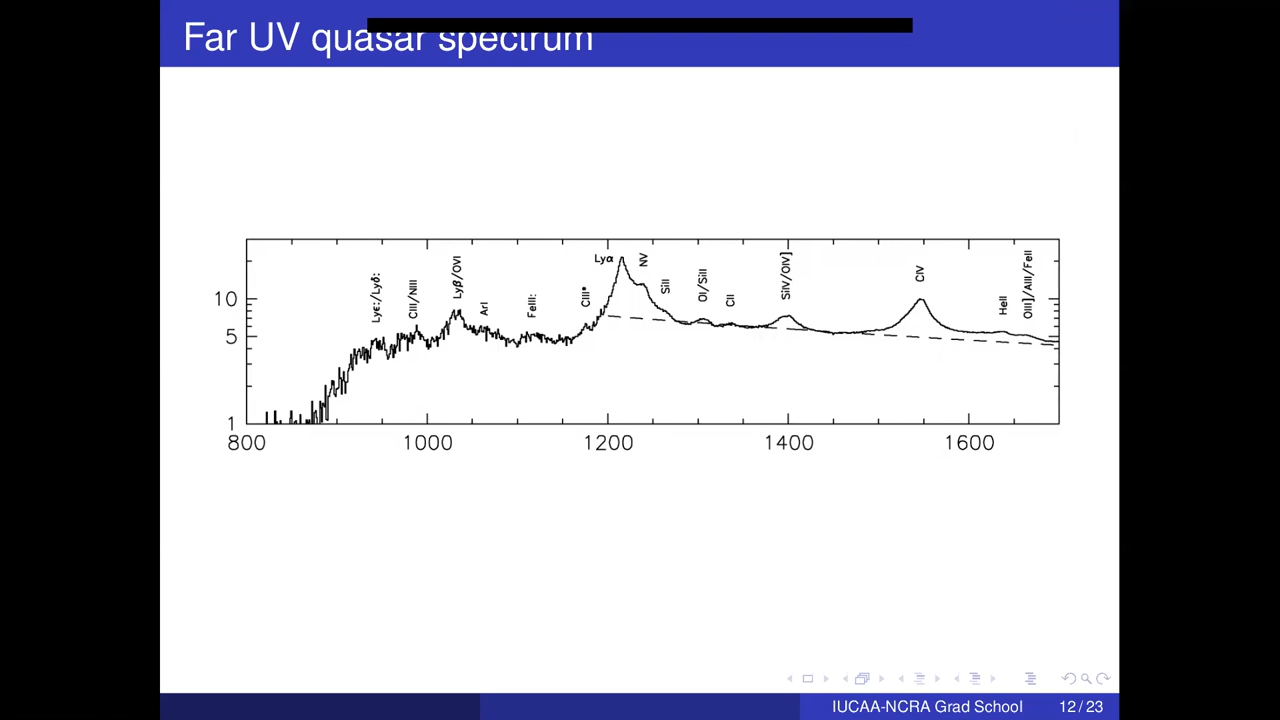 Far UV quasar spectrum
Lyε:/Lyδ:
CIII/NIII
Lyβ/OVI
ArI
FeIII:
CIII*
Lyα
NV
SiII
OI/SiII
CII
SiIV/OIV]
CIV
HeII
OIII]/AlII/FeII
10
5
1
800 1000 1200 1400 1600
IUCAA-NCRA Grad School 12 / 23